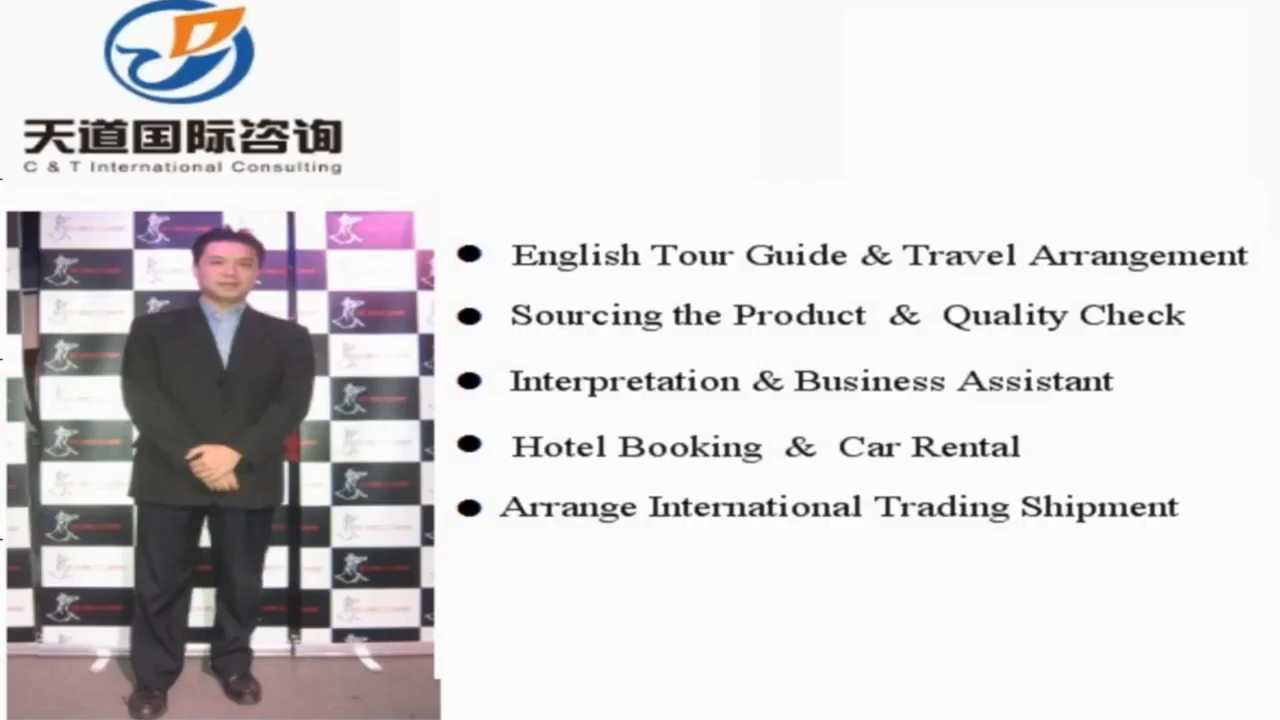 天道国际咨询
C & T International Consulting
● English Tour Guide & Travel Arrangement
● Sourcing the Product & Quality Check
● Interpretation & Business Assistant
● Hotel Booking & Car Rental
● Arrange International Trading Shipment